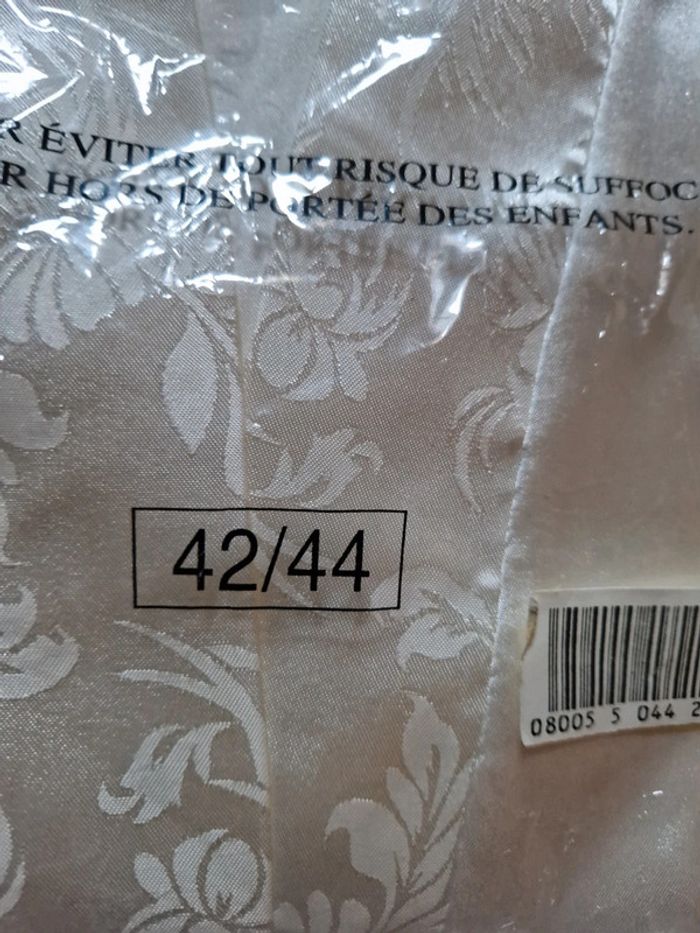 R ÉVITER TOUT RISQUE DE SUFFOC
R HORS DE PORTÉE DES ENFANTS.
42/44
08005 5 044 2